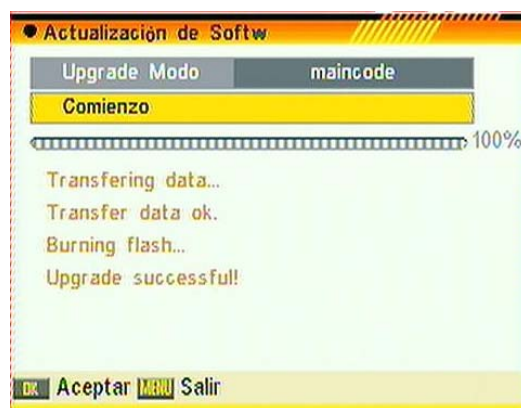 Actualización de Softw
Upgrade Modo maincode
Comienzo
100%
Transfering data...
Transfer data ok.
Burning flash...
Upgrade successful!
OK Aceptar MENU Salir